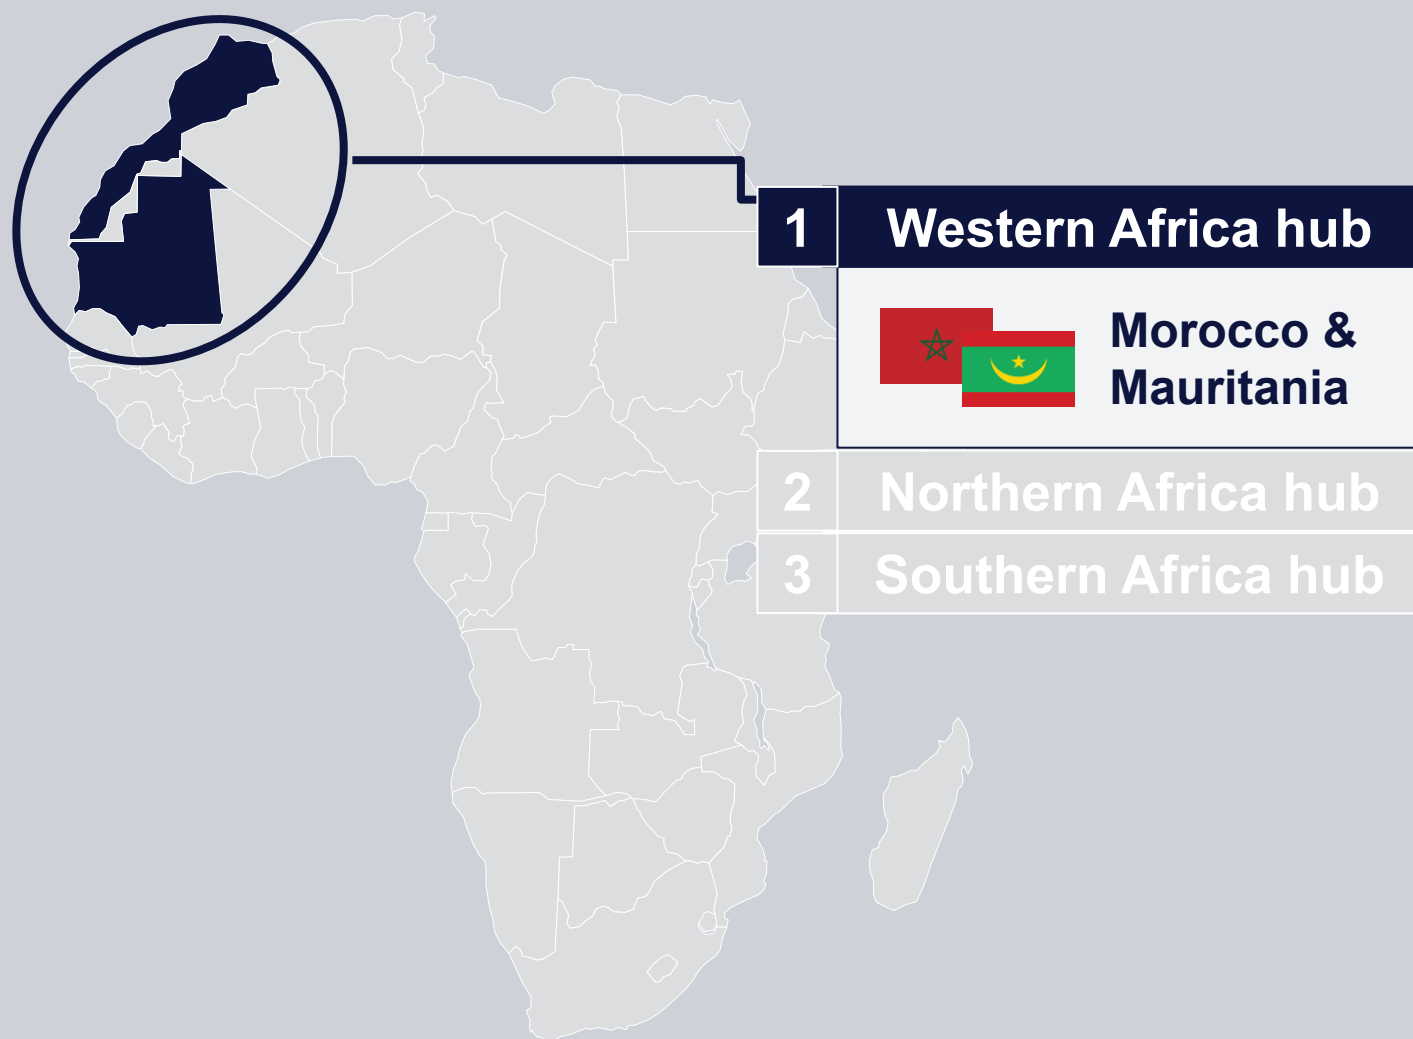 1 Western Africa hub
Morocco &
Mauritania
2 Northern Africa hub
3 Southern Africa hub